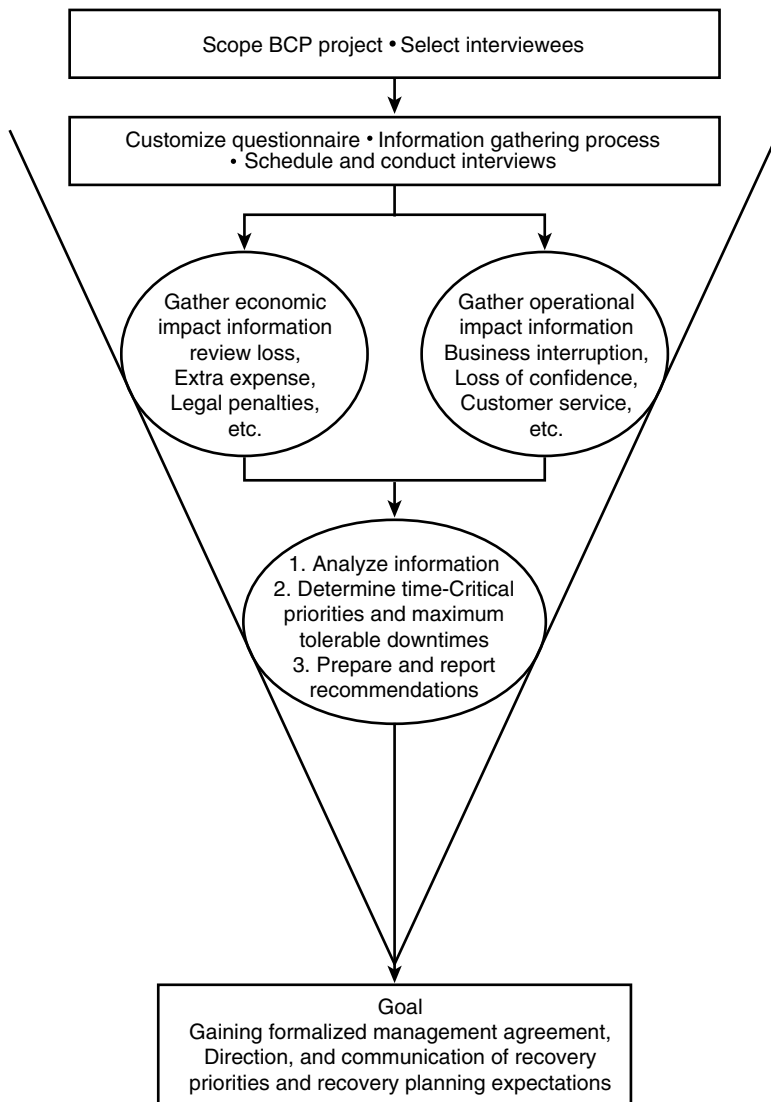 Scope BCP project • Select interviewees
Customize questionnaire • Information gathering process
• Schedule and conduct interviews
Gather economic
impact information
review loss,
Extra expense,
Legal penalties,
etc.
Gather operational
impact information
Business interruption,
Loss of confidence,
Customer service,
etc.
1. Analyze information
2. Determine time-Critical
priorities and maximum
tolerable downtimes
3. Prepare and report
recommendations
Goal
Gaining formalized management agreement,
Direction, and communication of recovery
priorities and recovery planning expectations